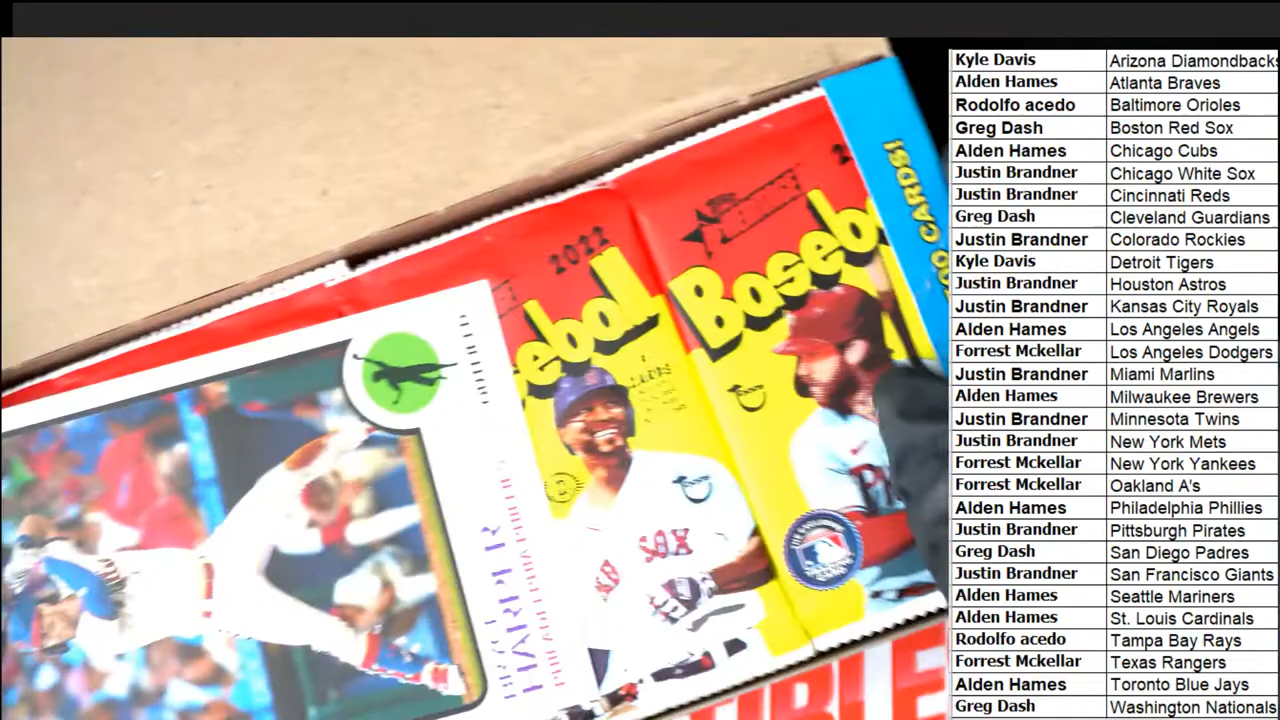 Kyle Davis Arizona Diamondbacks
Alden Hames Atlanta Braves
Rodolfo acedo Baltimore Orioles
Greg Dash Boston Red Sox
Alden Hames Chicago Cubs
Justin Brandner Chicago White Sox
Justin Brandner Cincinnati Reds
Greg Dash Cleveland Guardians
Justin Brandner Colorado Rockies
Kyle Davis Detroit Tigers
Justin Brandner Houston Astros
Justin Brandner Kansas City Royals
Alden Hames Los Angeles Angels
Forrest Mckellar Los Angeles Dodgers
Justin Brandner Miami Marlins
Alden Hames Milwaukee Brewers
Justin Brandner Minnesota Twins
Justin Brandner New York Mets
Forrest Mckellar New York Yankees
Forrest Mckellar Oakland A's
Alden Hames Philadelphia Phillies
Justin Brandner Pittsburgh Pirates
Greg Dash San Diego Padres
Justin Brandner San Francisco Giants
Alden Hames Seattle Mariners
Alden Hames St. Louis Cardinals
Rodolfo acedo Tampa Bay Rays
Forrest Mckellar Texas Rangers
Alden Hames Toronto Blue Jays
Greg Dash Washington Nationals
2022
ebal
Baseb
CARDS!
OUTFIELD
HARPER
SOX
Topps